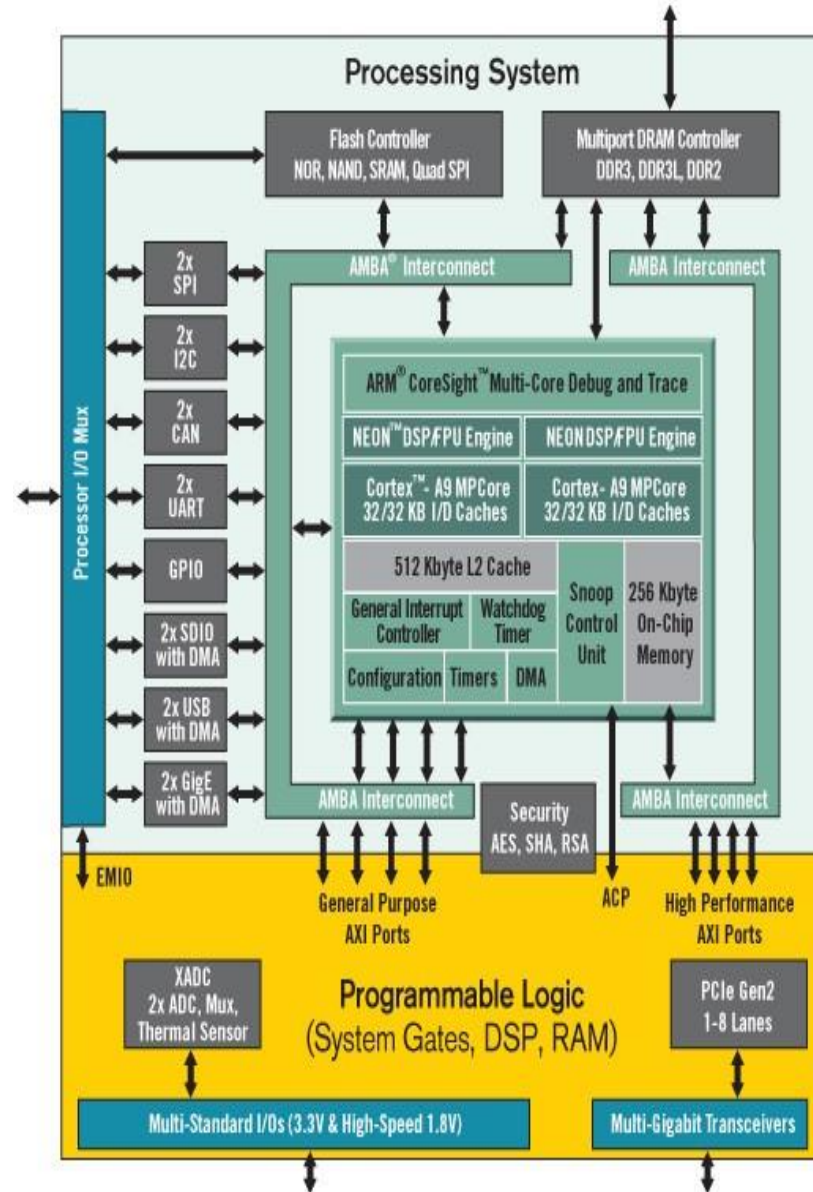 Processing System
Flash Controller
NOR, NAND, SRAM, Quad SPI
Multiport DRAM Controller
DDR3, DDR3L, DDR2
Processor I/O Mux
2x
SPI
2x
I2C
2x
CAN
2x
UART
GPIO
2x SDIO
with DMA
2x USB
with DMA
2x GigE
with DMA
AMBA® Interconnect
AMBA Interconnect
ARM® CoreSight™ Multi-Core Debug and Trace
NEON™ DSP/FPU Engine
NEON DSP/FPU Engine
Cortex™- A9 MPCore
32/32 KB I/D Caches
Cortex- A9 MPCore
32/32 KB I/D Caches
512 Kbyte L2 Cache
General Interrupt
Controller
Watchdog
Timer
Configuration
Timers
DMA
Snoop
Control
Unit
256 Kbyte
On-Chip
Memory
AMBA Interconnect
Security
AES, SHA, RSA
AMBA Interconnect
EMIO
General Purpose
AXI Ports
ACP
High Performance
AXI Ports
XADC
2x ADC, Mux,
Thermal Sensor
Programmable Logic
(System Gates, DSP, RAM)
PCIe Gen2
1-8 Lanes
Multi-Standard I/Os (3.3V & High-Speed 1.8V)
Multi-Gigabit Transceivers